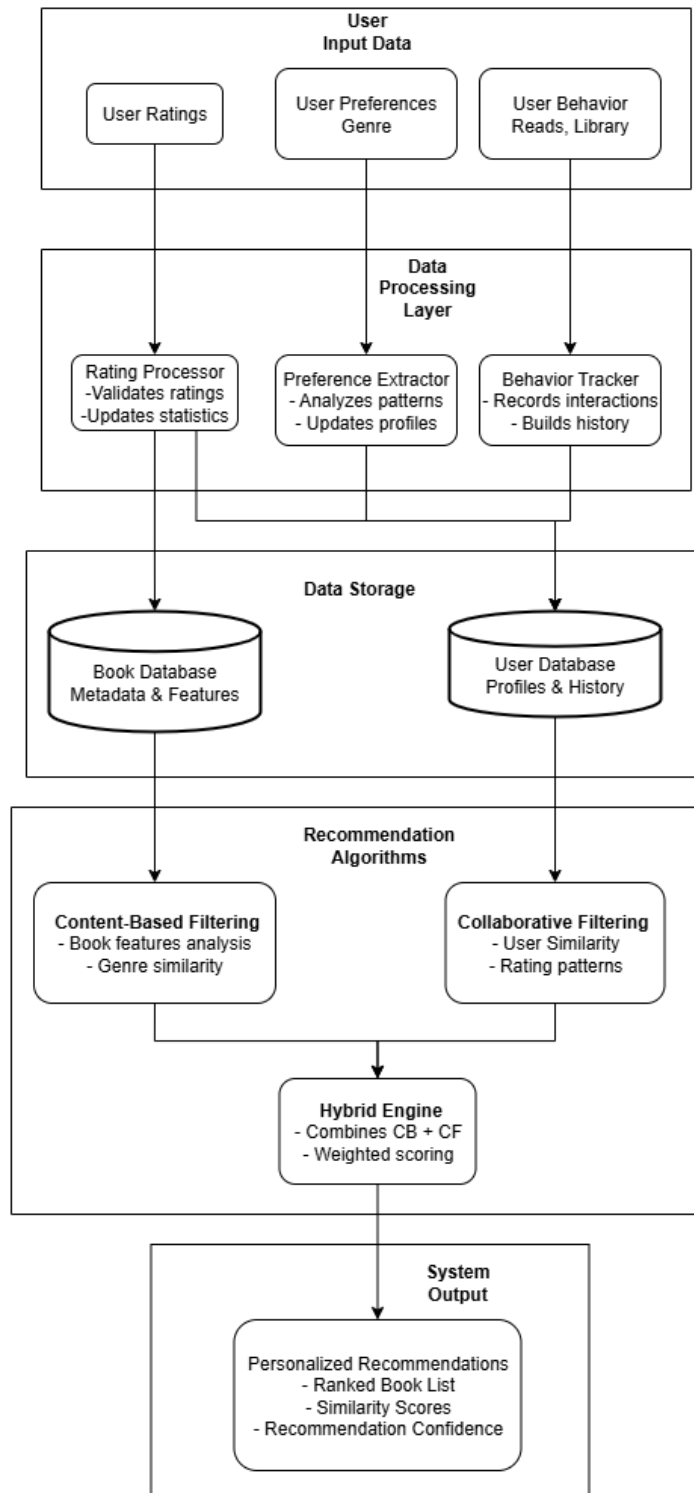 User
Input Data
User Ratings
User Preferences
Genre
User Behavior
Reads, Library
Data
Processing
Layer
Rating Processor
-Validates ratings
-Updates statistics
Preference Extractor
- Analyzes patterns
- Updates profiles
Behavior Tracker
- Records interactions
- Builds history
Data Storage
Book Database
Metadata & Features
User Database
Profiles & History
Recommendation
Algorithms
Content-Based Filtering
- Book features analysis
- Genre similarity
Collaborative Filtering
- User Similarity
- Rating patterns
Hybrid Engine
- Combines CB + CF
- Weighted scoring
System
Output
Personalized Recommendations
- Ranked Book List
- Similarity Scores
- Recommendation Confidence